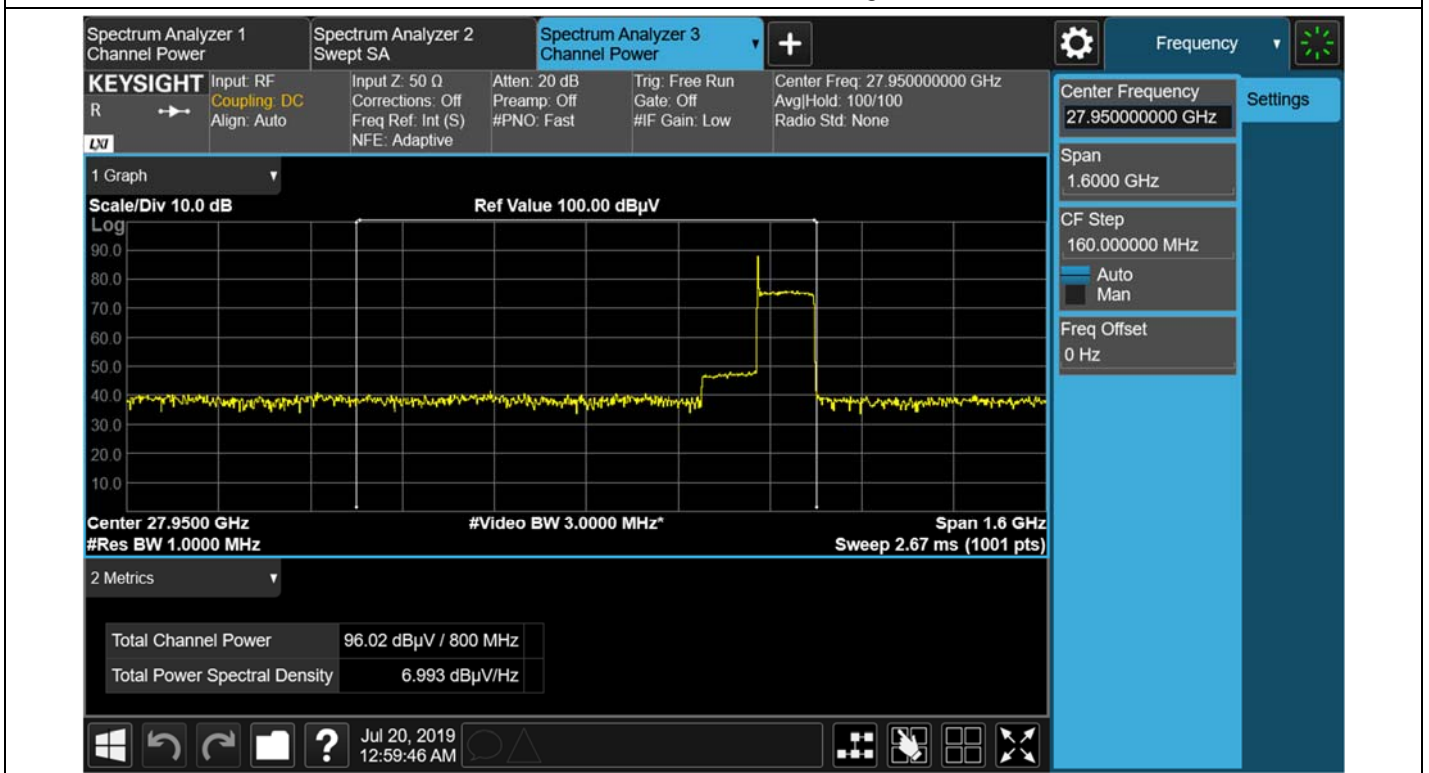 Spectrum Analyzer 1
Channel Power
Spectrum Analyzer 2
Swept SA
Spectrum Analyzer 3
Channel Power
+
Frequency
KEYSIGHT
R
LXI
Input: RF
Coupling: DC
Align: Auto
Input Z: 50 Ω
Corrections: Off
Freq Ref: Int (S)
NFE: Adaptive
Atten: 20 dB
Preamp: Off
#PNO: Fast
Trig: Free Run
Gate: Off
#IF Gain: Low
Center Freq: 27.950000000 GHz
Avg|Hold: 100/100
Radio Std: None
1 Graph
Scale/Div 10.0 dB
Ref Value 100.00 dBµV
Log
90.0
80.0
70.0
60.0
50.0
40.0
30.0
20.0
10.0
Center 27.9500 GHz
#Video BW 3.0000 MHz*
Span 1.6 GHz
#Res BW 1.0000 MHz
Sweep 2.67 ms (1001 pts)
2 Metrics
Total Channel Power 96.02 dBµV / 800 MHz
Total Power Spectral Density 6.993 dBµV/Hz
Center Frequency
27.950000000 GHz
Settings
Span
1.6000 GHz
CF Step
160.000000 MHz
Auto
Man
Freq Offset
0 Hz
?
Jul 20, 2019
12:59:46 AM